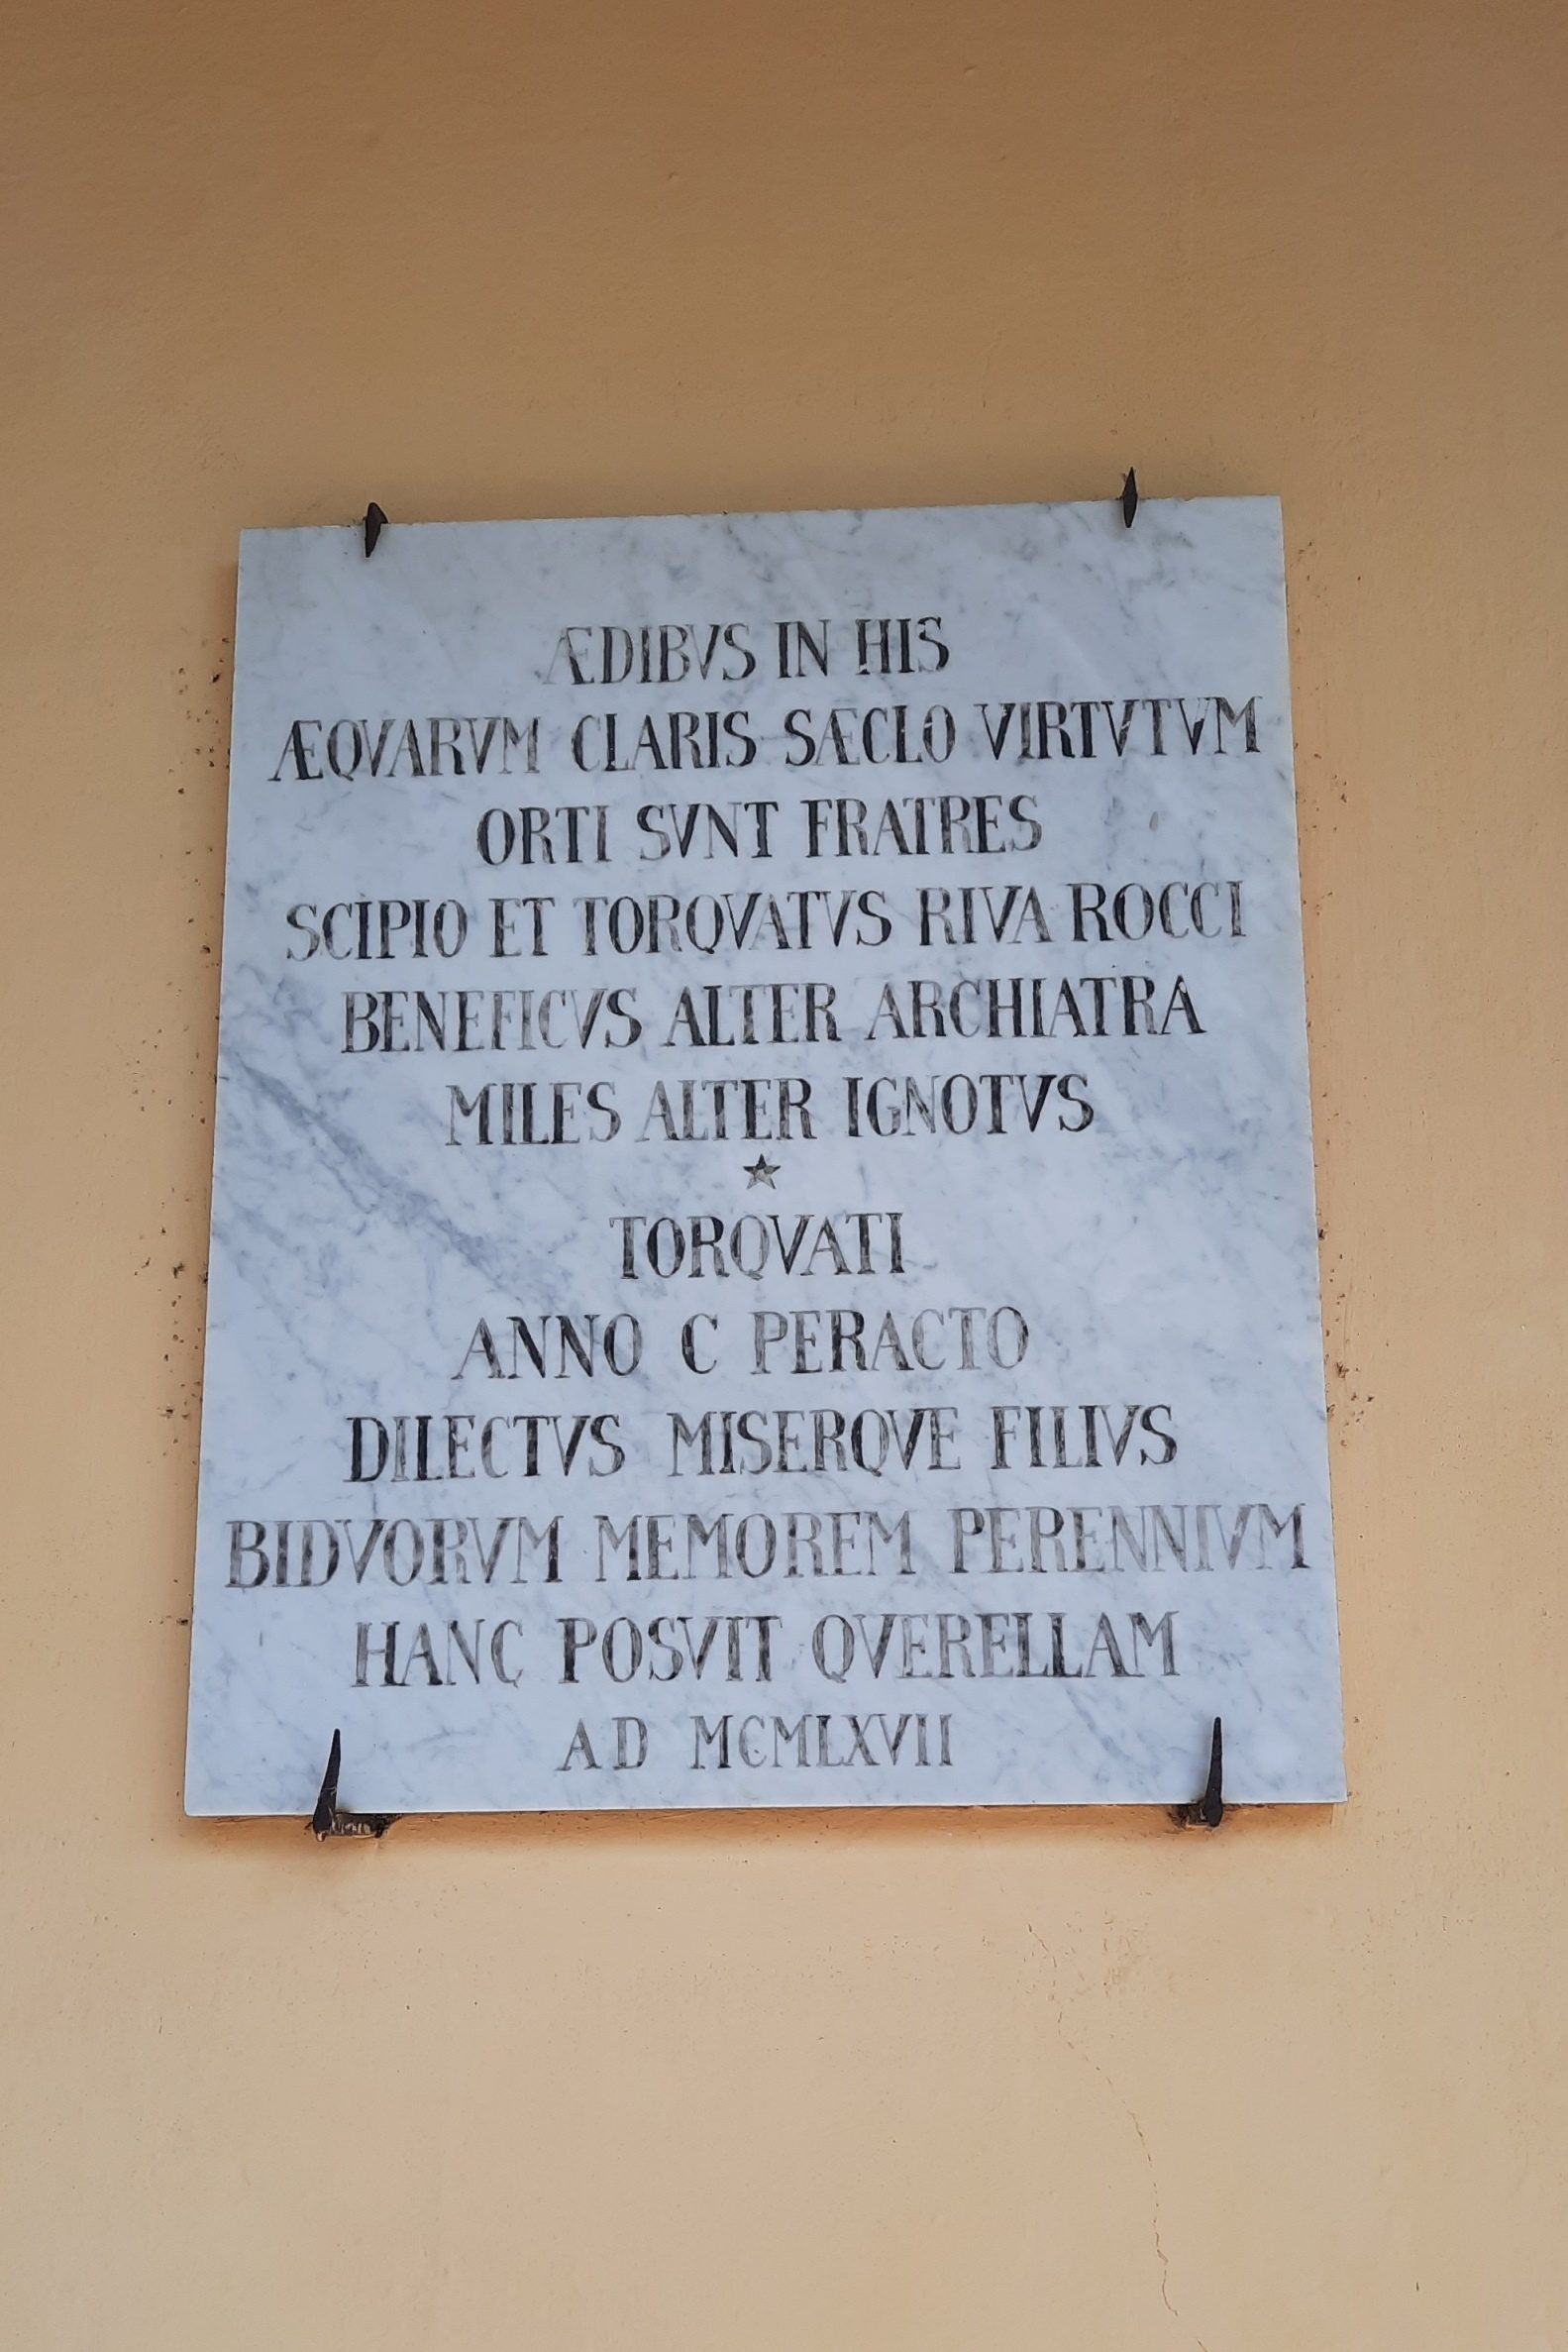 ÆDIBVS IN HIS
ÆQVARVM CLARIS SÆCLO VIRTVTVM
ORTI SVNT FRATRES
SCIPIO ET TORQVATVS RIVA ROCCI
BENEFICVS ALTER ARCHIATRA
MILES ALTER IGNOTVS
★
TORQVATI
ANNO C PERACTO
DILECTVS MISERQVE FILIVS
BIDVORVM MEMOREM PERENNIVM
HANC POSVIT QVERELLAM
AD MCMLXVII